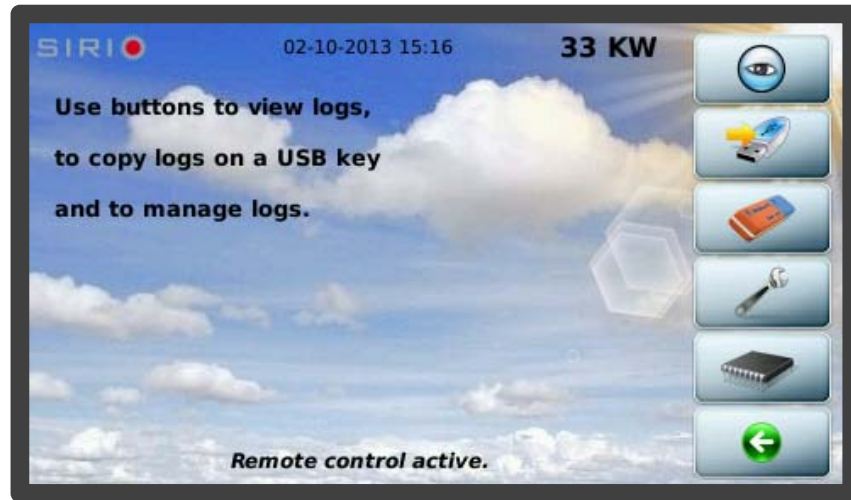 SIRIO 02-10-2013 15:16 33 KW
Use buttons to view logs,
to copy logs on a USB key
and to manage logs.
Remote control active.